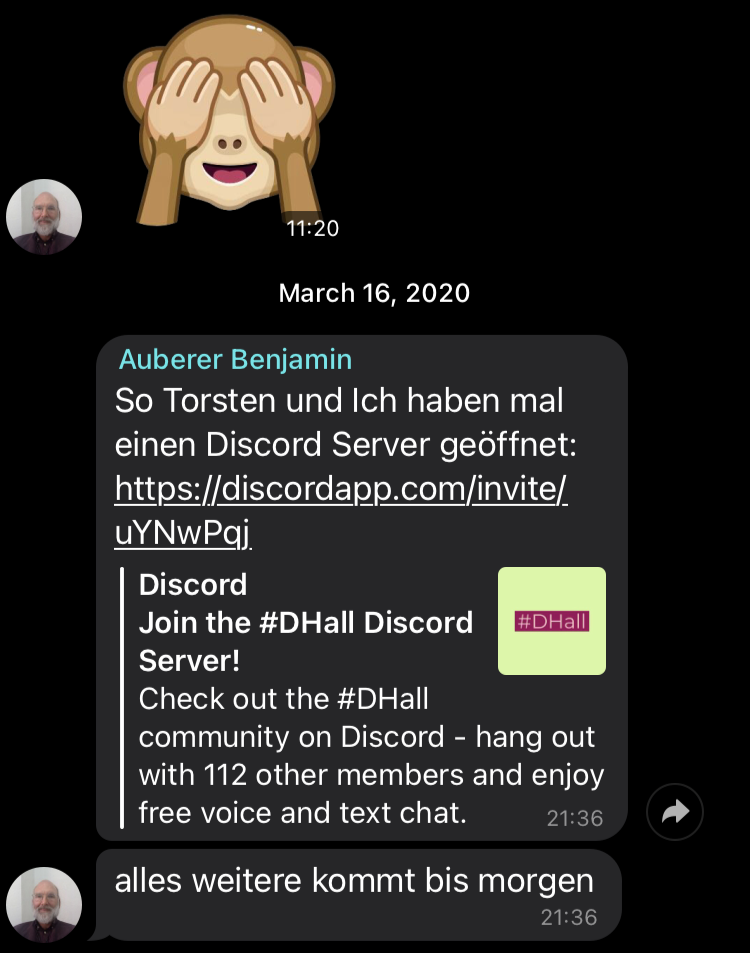 11:20
March 16, 2020
Auberer Benjamin
So Torsten und Ich haben mal
einen Discord Server geöffnet:
https://discordapp.com/invite/
uYNwPqj
Discord
Join the #DHall Discord
Server!
#DHall
Check out the #DHall
community on Discord - hang out
with 112 other members and enjoy
free voice and text chat.
21:36
alles weitere kommt bis morgen
21:36